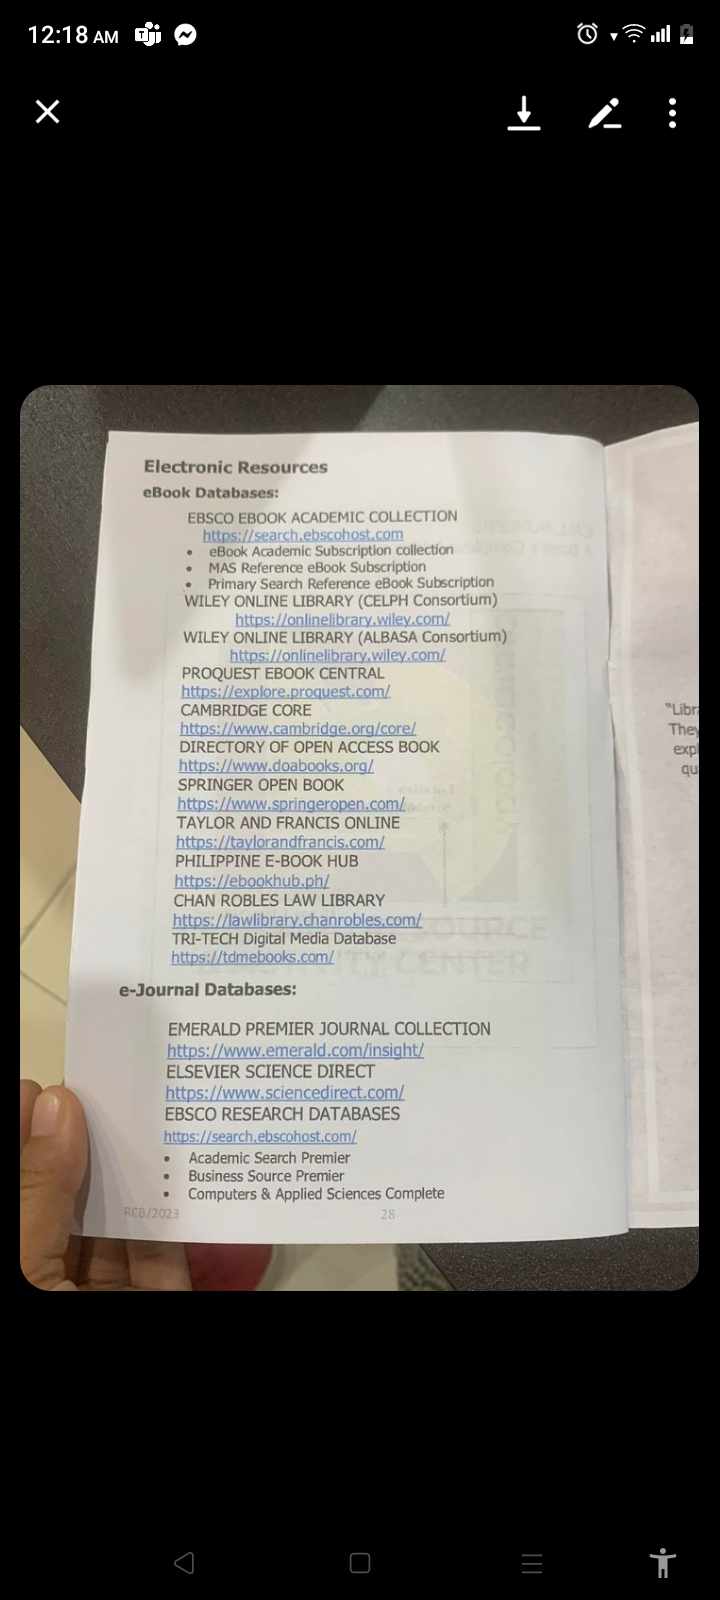 12:18 AM
Electronic Resources
eBook Databases:
EBSCO EBOOK ACADEMIC COLLECTION
https://search.ebscohost.com
• eBook Academic Subscription collection
• MAS Reference eBook Subscription
• Primary Search Reference eBook Subscription
WILEY ONLINE LIBRARY (CELPH Consortium)
https://onlinelibrary.wiley.com/
WILEY ONLINE LIBRARY (ALBASA Consortium)
https://onlinelibrary.wiley.com/
PROQUEST EBOOK CENTRAL
https://explore.proquest.com/
CAMBRIDGE CORE
https://www.cambridge.org/core/
DIRECTORY OF OPEN ACCESS BOOK
https://www.doabooks.org/
SPRINGER OPEN BOOK
https://www.springeropen.com/
TAYLOR AND FRANCIS ONLINE
https://taylorandfrancis.com/
PHILIPPINE E-BOOK HUB
https://ebookhub.ph/
CHAN ROBLES LAW LIBRARY
https://lawlibrary.chanrobles.com/
TRI-TECH Digital Media Database
https://tdmebooks.com/
e-Journal Databases:
EMERALD PREMIER JOURNAL COLLECTION
https://www.emerald.com/insight/
ELSEVIER SCIENCE DIRECT
https://www.sciencedirect.com/
EBSCO RESEARCH DATABASES
https://search.ebscohost.com/
• Academic Search Premier
• Business Source Premier
• Computers & Applied Sciences Complete
RCB/2023
28
"Libra
They
expl
qu